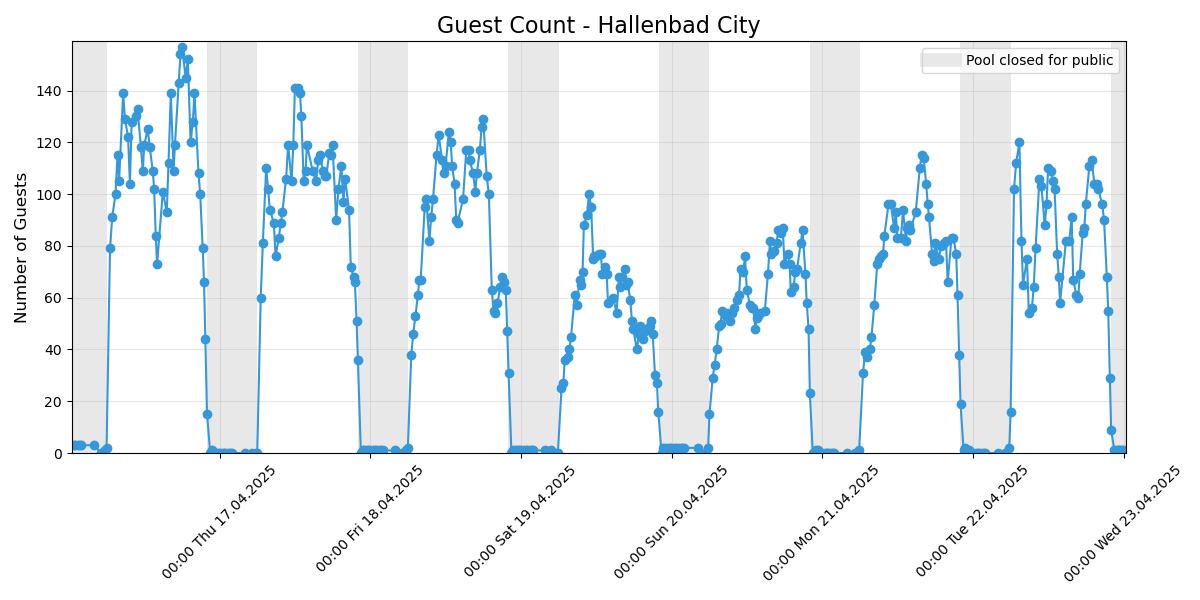 Guest Count - Hallenbad City
Pool closed for public
Number of Guests
140
120
100
80
60
40
20
0
00:00 Thu 17.04.2025
00:00 Fri 18.04.2025
00:00 Sat 19.04.2025
00:00 Sun 20.04.2025
00:00 Mon 21.04.2025
00:00 Tue 22.04.2025
00:00 Wed 23.04.2025